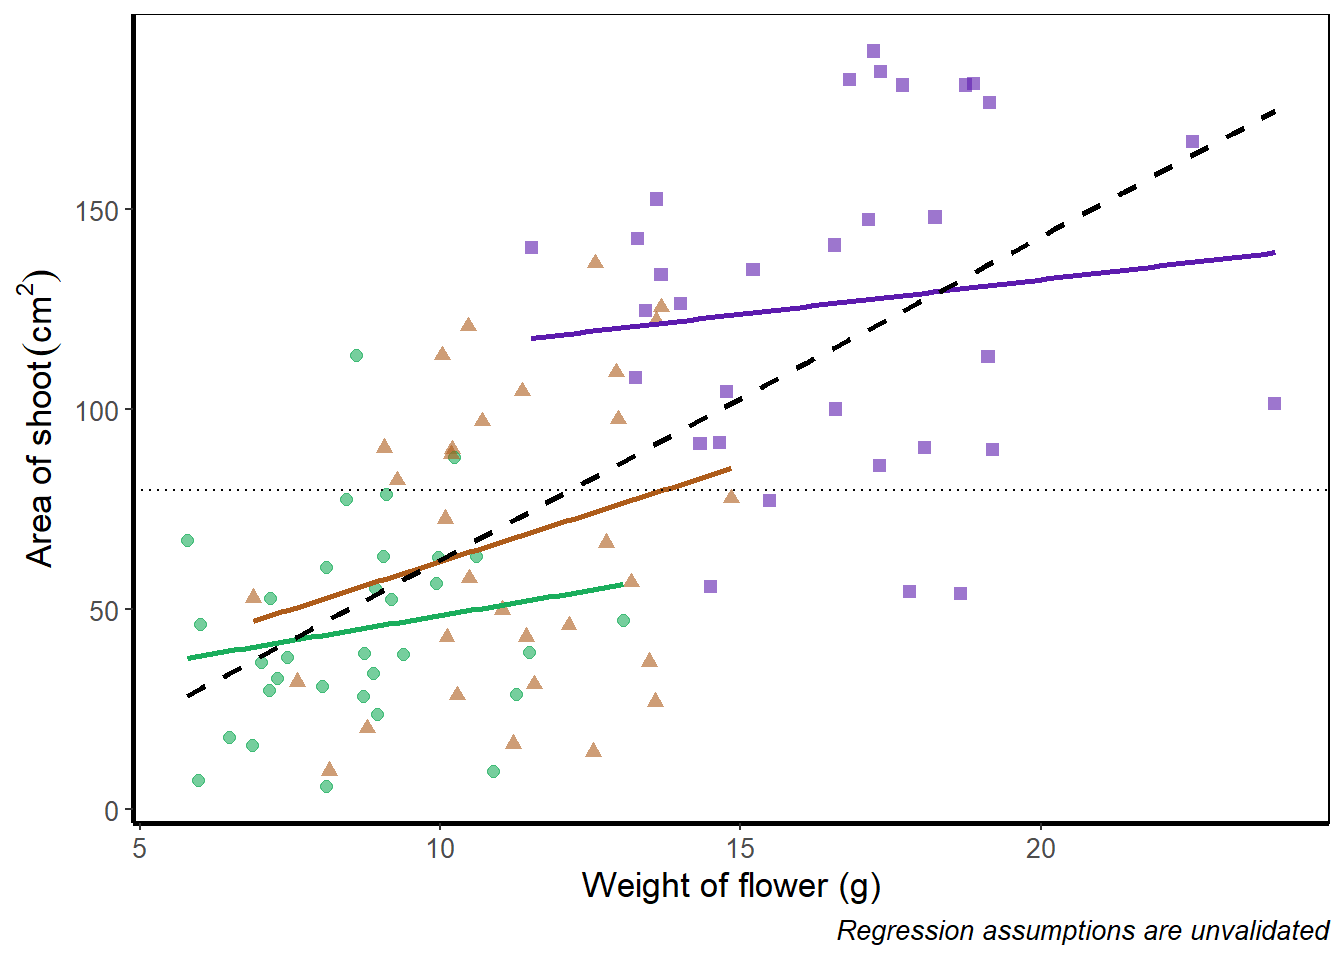 150
100
50
0
Area of shoot(cm²)
5 10 15 20
Weight of flower (g)
Regression assumptions are unvalidated